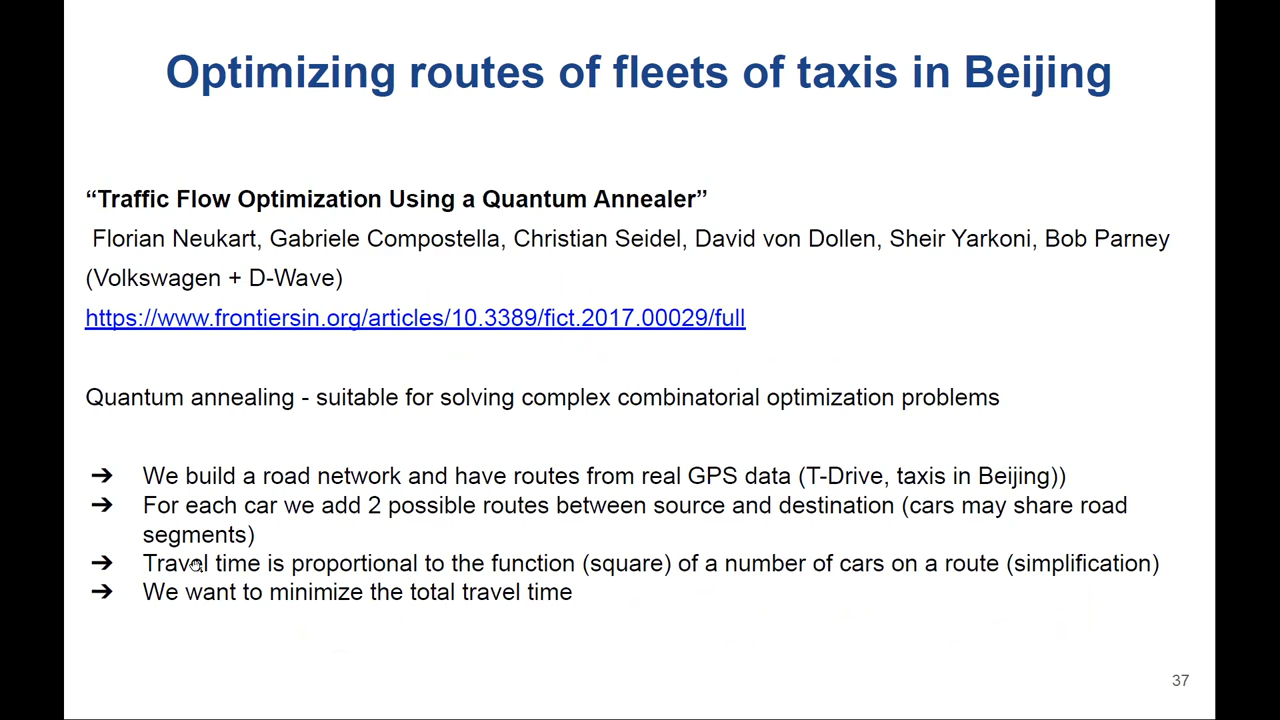 Optimizing routes of fleets of taxis in Beijing
“Traffic Flow Optimization Using a Quantum Annealer”
Florian Neukart, Gabriele Compostella, Christian Seidel, David von Dollen, Sheir Yarkoni, Bob Parney
(Volkswagen + D-Wave)
https://www.frontiersin.org/articles/10.3389/fict.2017.00029/full
Quantum annealing - suitable for solving complex combinatorial optimization problems
➔ We build a road network and have routes from real GPS data (T-Drive, taxis in Beijing))
➔ For each car we add 2 possible routes between source and destination (cars may share road
segments)
➔ Travel time is proportional to the function (square) of a number of cars on a route (simplification)
➔ We want to minimize the total travel time
37